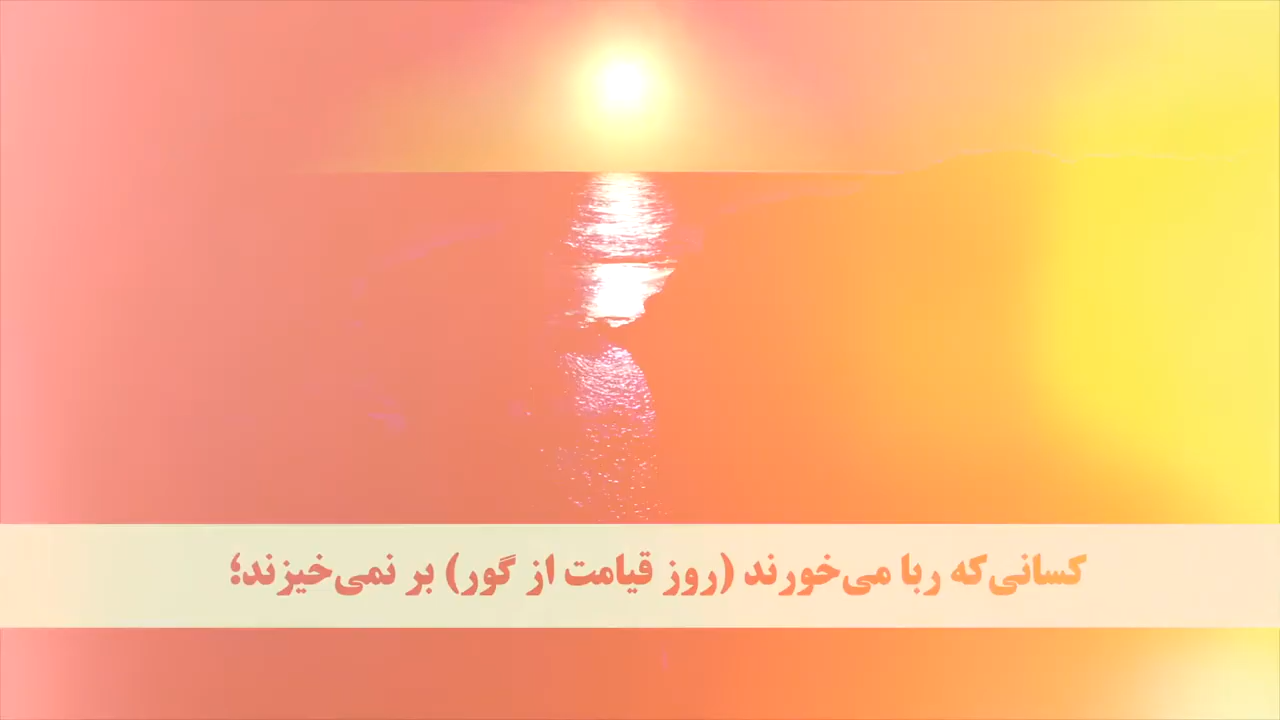 کسانی‌که ربا می‌خورند (روز قیامت از گور) بر نمی‌خیزند؛